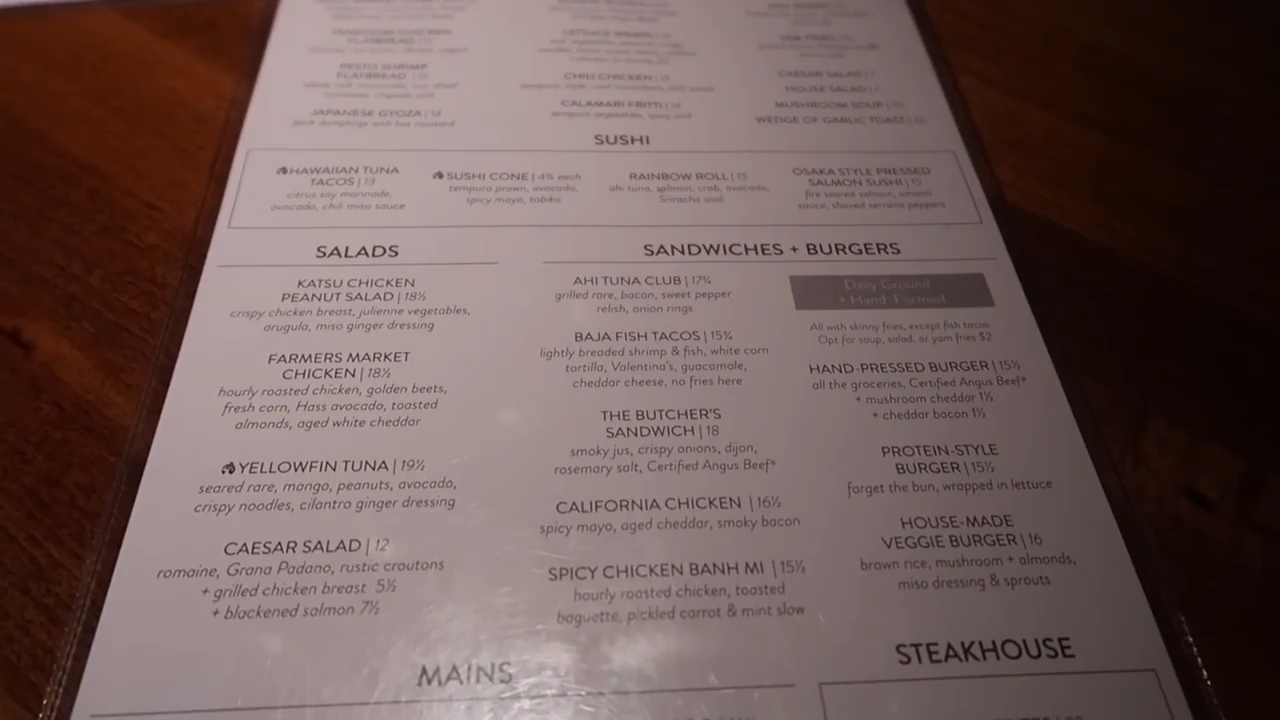 FLATBREAD
LETTUCE WRAPS
YAM FRIES
PESTO SHRIMP
FLATBREAD
JAPANESE GYOZA | 13
pork dumplings with hot mustard
CHILI CHICKEN
CALAMARI FRITTI
CAESAR SALAD
HOUSE SALAD
MUSHROOM SOUP
WEDGE OF GARLIC TOAST
SUSHI
HAWAIIAN TUNA
TACOS | 13
citrus soy marinade,
avocado, chili miso sauce
SUSHI CONE | 4¾ each
tempura prawn, avocado,
spicy mayo, tobiko
RAINBOW ROLL | 15
ahi tuna, salmon, crab, avocado,
Sriracha aioli
OSAKA STYLE PRESSED
SALMON SUSHI | 15
fire seared salmon, umami
sauce, shaved serrano peppers
SALADS
KATSU CHICKEN
PEANUT SALAD | 18½
crispy chicken breast, julienne vegetables,
arugula, miso ginger dressing
FARMERS MARKET
CHICKEN | 18½
hourly roasted chicken, golden beets,
fresh corn, Hass avocado, toasted
almonds, aged white cheddar
YELLOWFIN TUNA | 19½
seared rare, mango, peanuts, avocado,
crispy noodles, cilantro ginger dressing
CAESAR SALAD | 12
romaine, Grana Padano, rustic croutons
+ grilled chicken breast 5½
+ blackened salmon 7½
SANDWICHES + BURGERS
AHI TUNA CLUB | 17¾
grilled rare, bacon, sweet pepper
relish, onion rings
BAJA FISH TACOS | 15¾
lightly breaded shrimp & fish, white corn
tortilla, Valentina's, guacamole,
cheddar cheese, no fries here
THE BUTCHER'S
SANDWICH | 18
smoky jus, crispy onions, dijon,
rosemary salt, Certified Angus Beef®
CALIFORNIA CHICKEN | 16½
spicy mayo, aged cheddar, smoky bacon
SPICY CHICKEN BANH MI | 15½
hourly roasted chicken, toasted
baguette, pickled carrot & mint slaw
Daily Ground
+ Hand-Formed
All with skinny fries, except fish tacos
Opt for soup, salad, or yam fries $2
HAND-PRESSED BURGER | 15½
all the groceries, Certified Angus Beef®
+ mushroom cheddar 1½
+ cheddar bacon 1½
PROTEIN-STYLE
BURGER | 15½
forget the bun, wrapped in lettuce
HOUSE-MADE
VEGGIE BURGER | 16
brown rice, mushroom + almonds,
miso dressing & sprouts
MAINS
STEAKHOUSE